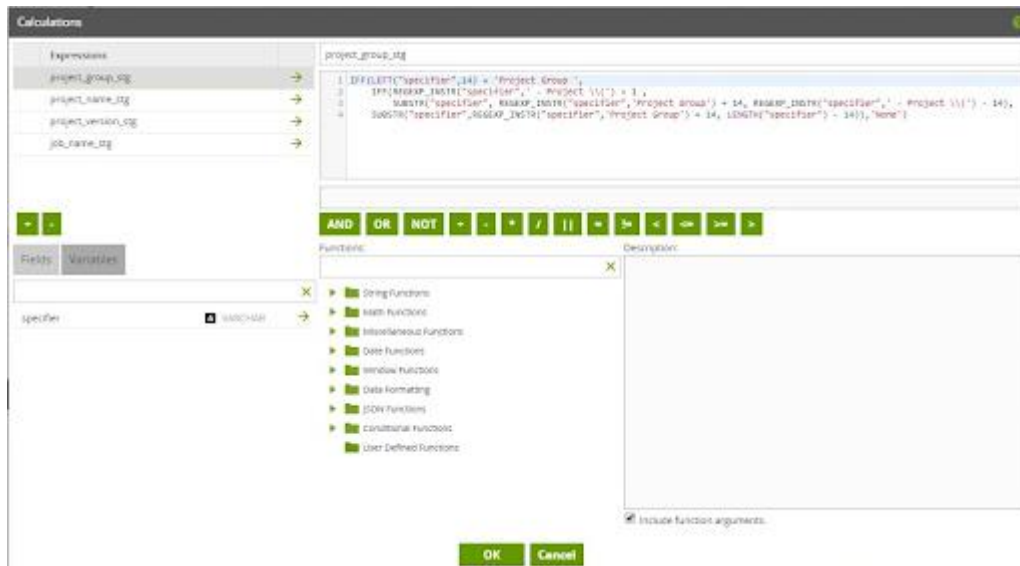 Calculations
Expressions
project_group_stg
project_name_stg
project_version_stg
job_name_stg
project_group_stg
1 IFF(LEFT("specifier",14) = 'Project Group ',
2 IFF(REGEXP_INSTR("specifier",' - Project \\(') > 1 ,
3 SUBSTR("specifier", REGEXP_INSTR("specifier",'Project Group') + 14, REGEXP_INSTR("specifier",' - Project \\(') - 14),
4 SUBSTR("specifier",REGEXP_INSTR("specifier",'Project Group') + 14, LENGTH("specifier") - 14)),'None')
+ -
AND OR NOT + - * / || = != < <= >= >
Fields Variables
specifier VARCHAR
Functions:
String Functions
Math Functions
Miscellaneous Functions
Date Functions
Window Functions
Data Formatting
JSON Functions
Conditional Functions
User Defined Functions
Description:
Include function arguments.
OK Cancel